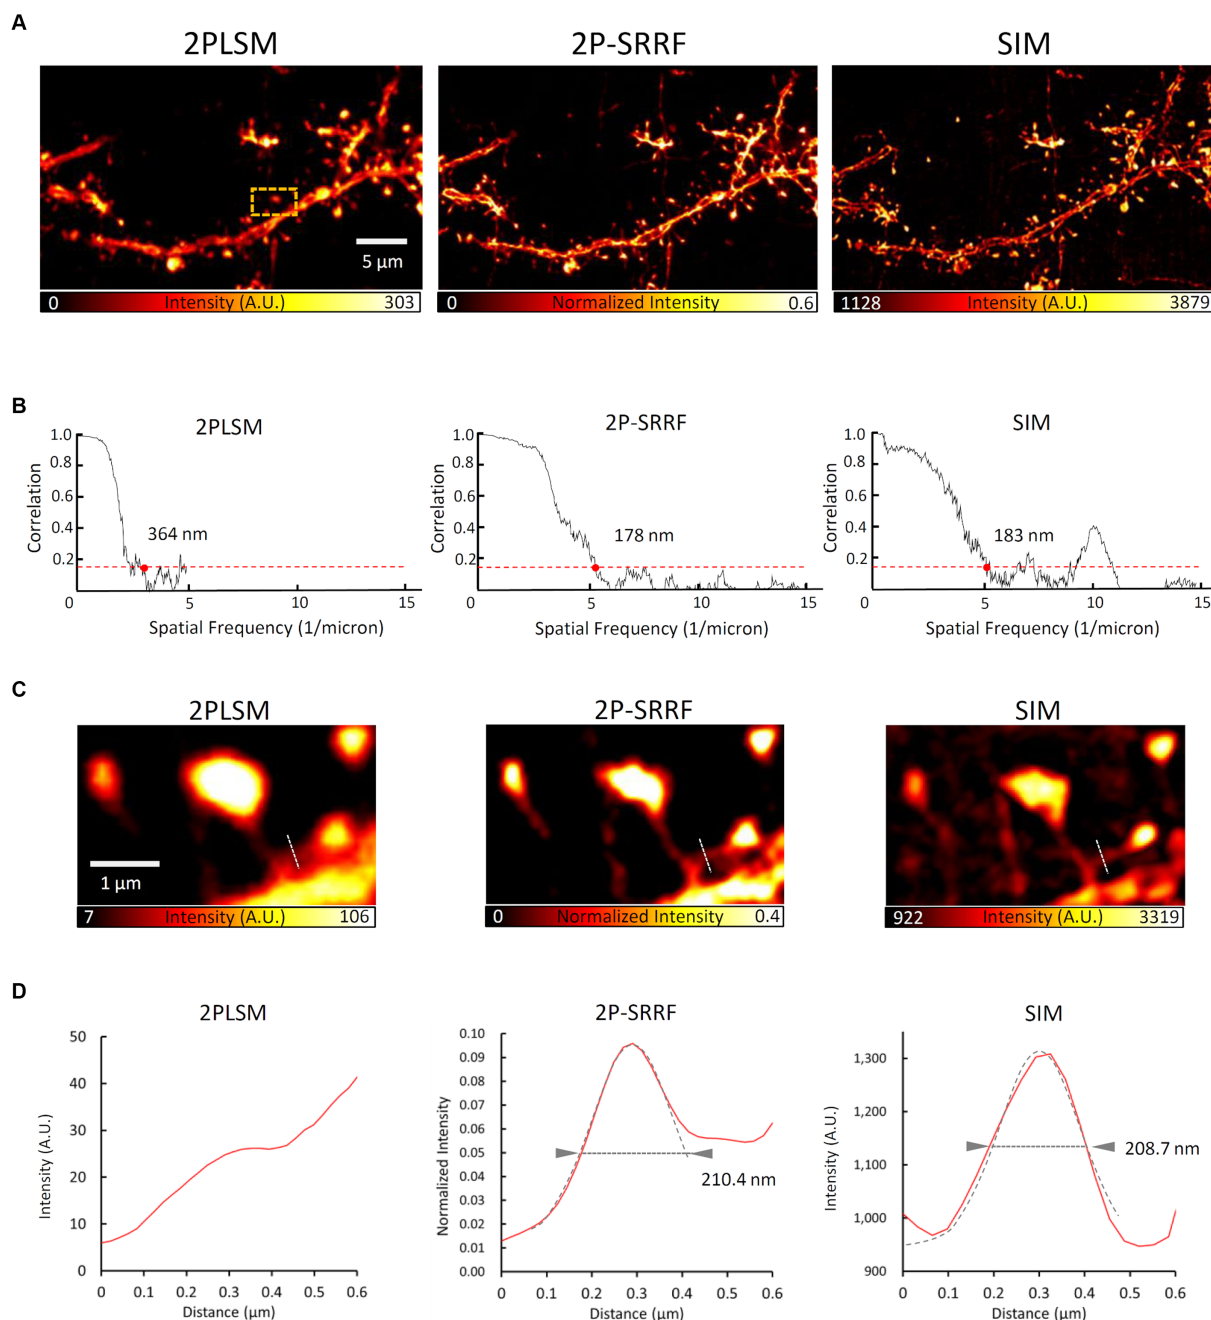 A
2PLSM 2P-SRRF SIM
5 µm
0 Intensity (A.U.) 303 0 Normalized Intensity 0.6 1128 Intensity (A.U.) 3879
B
2PLSM 2P-SRRF SIM
Correlation
1.0
0.8
0.6
0.4
0.2
364 nm
0 5 10 15
Spatial Frequency (1/micron)
Correlation
1.0
0.8
0.6
0.4
0.2
178 nm
0 5 10 15
Spatial Frequency (1/micron)
Correlation
1.0
0.8
0.6
0.4
0.2
183 nm
0 5 10 15
Spatial Frequency (1/micron)
C
2PLSM 2P-SRRF SIM
1 µm
7 Intensity (A.U.) 106 0 Normalized Intensity 0.4 922 Intensity (A.U.) 3319
D
2PLSM
Intensity (A.U.)
50
40
30
20
10
0
0 0.1 0.2 0.3 0.4 0.5 0.6
Distance (µm)
2P-SRRF
Normalized Intensity
0.10
0.09
0.08
0.07
0.06
0.05
0.04
0.03
0.02
0.01
0.00
210.4 nm
0 0.1 0.2 0.3 0.4 0.5 0.6
Distance (µm)
SIM
Intensity (A.U.)
1,300
1,200
1,100
1,000
900
208.7 nm
0 0.1 0.2 0.3 0.4 0.5 0.6
Distance (µm)